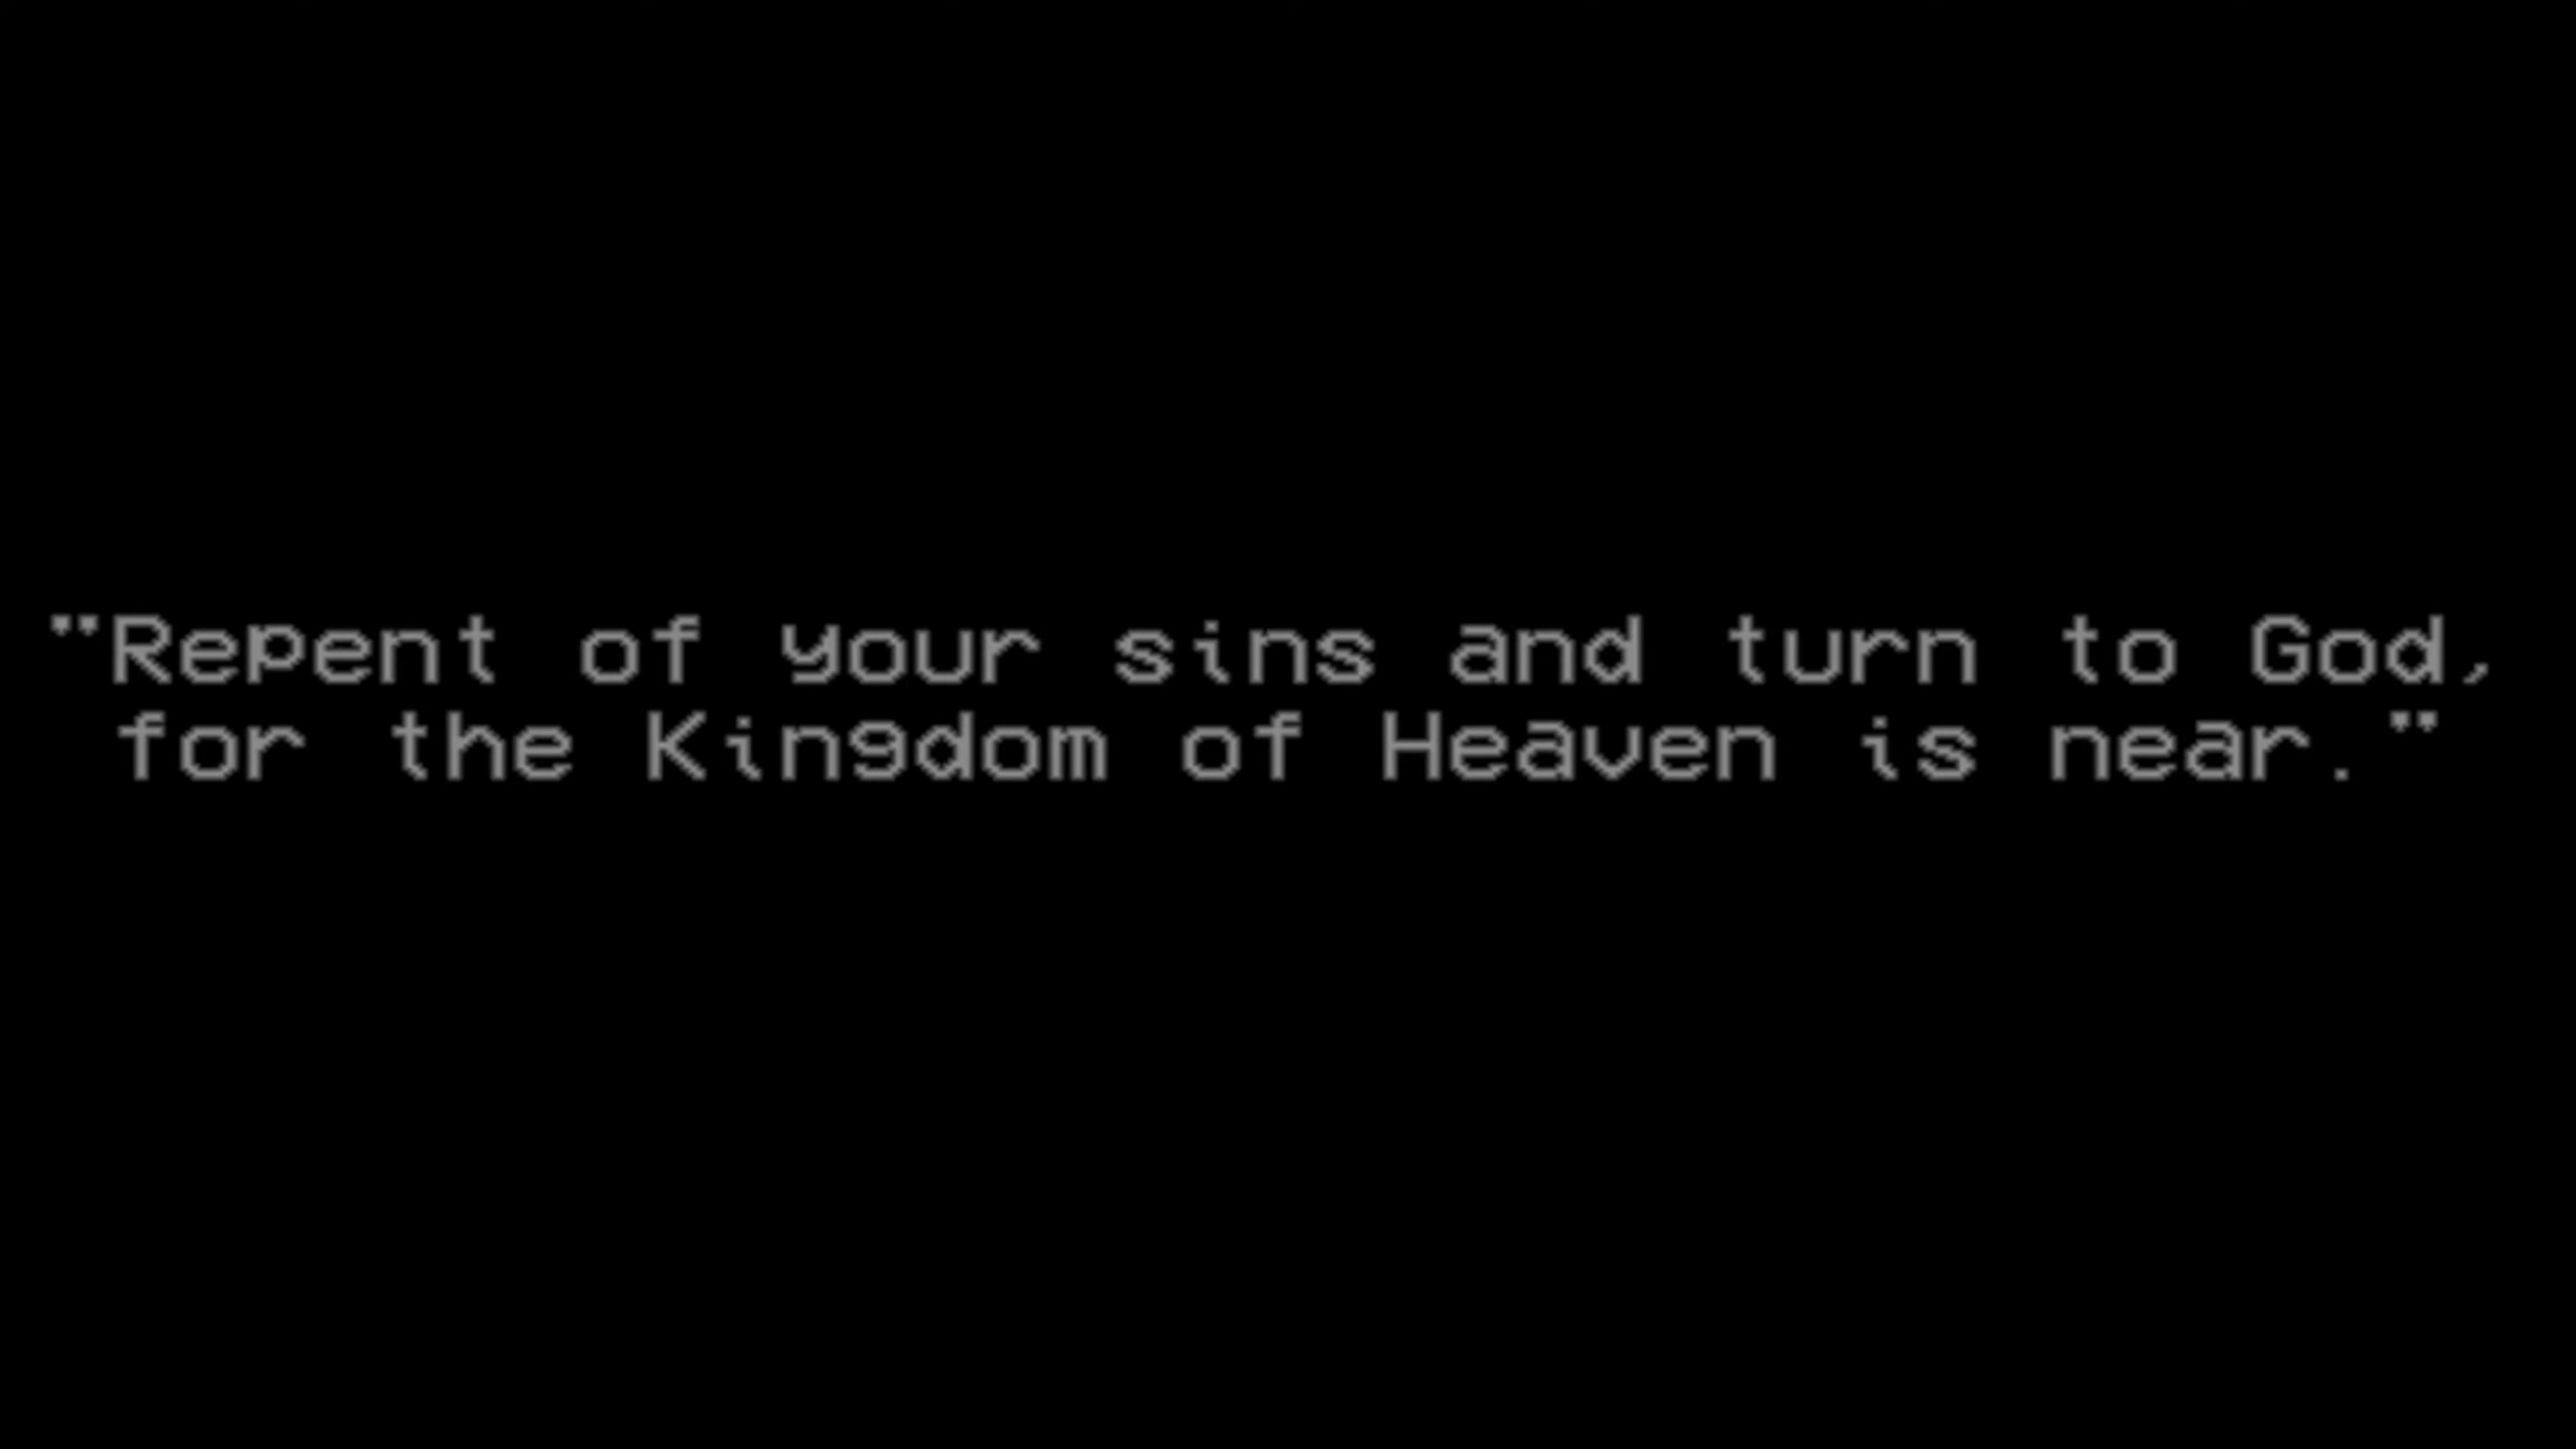 "Repent of your sins and turn to God,
for the Kingdom of Heaven is near."